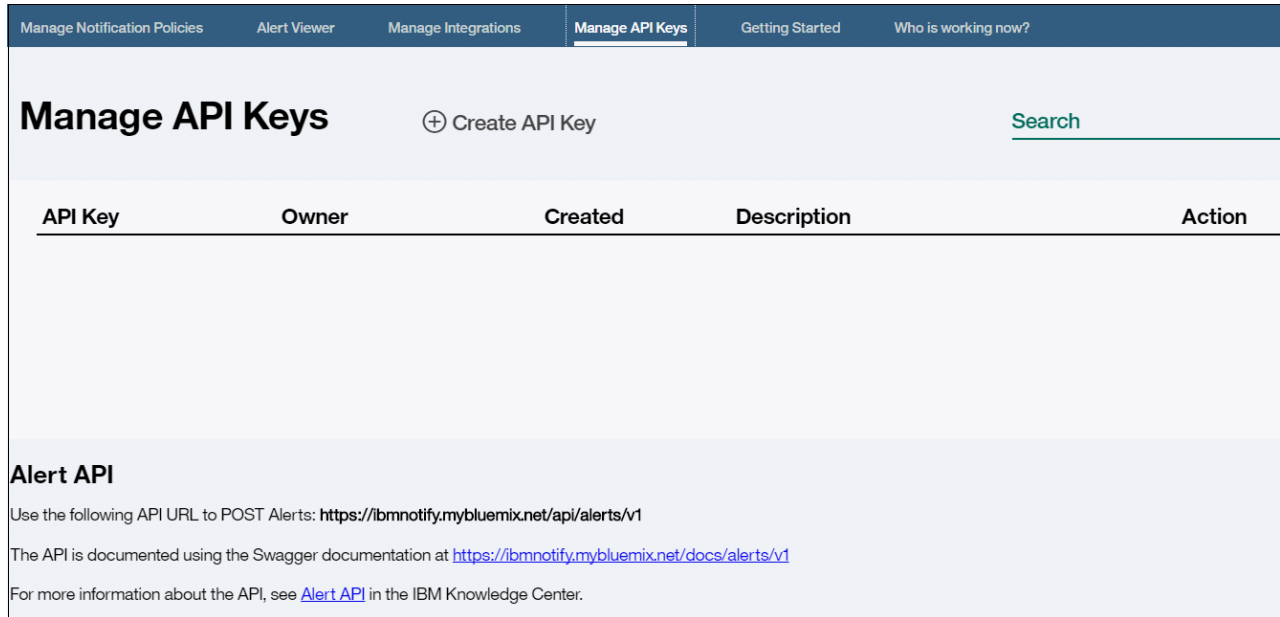 Manage Notification Policies Alert Viewer Manage Integrations Manage API Keys Getting Started Who is working now?
Manage API Keys Create API Key Search
API Key Owner Created Description Action
Alert API
Use the following API URL to POST Alerts: https://ibmnotify.mybluemix.net/api/alerts/v1
The API is documented using the Swagger documentation at https://ibmnotify.mybluemix.net/docs/alerts/v1
For more information about the API, see Alert API in the IBM Knowledge Center.